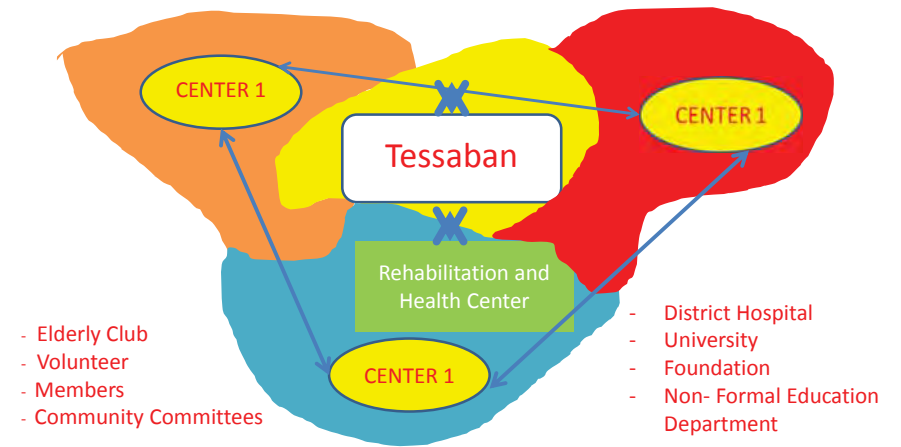 CENTER 1
CENTER 1
Tessaban
Rehabilitation and
Health Center
CENTER 1
- Elderly Club
- Volunteer
- Members
- Community Committees
- District Hospital
- University
- Foundation
- Non- Formal Education
Department